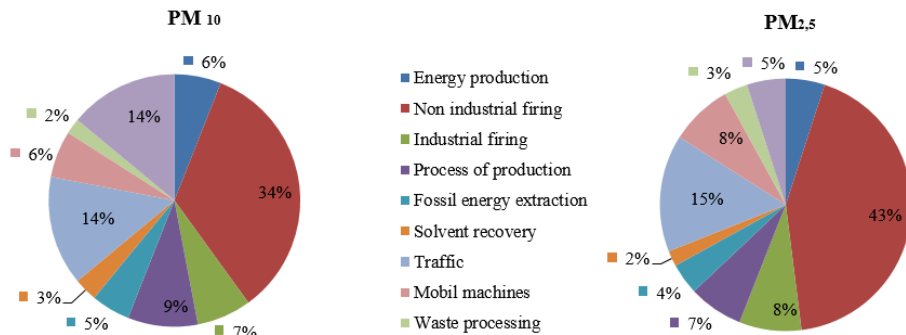 PM 10
6%
34%
7%
9%
5%
3%
14%
6%
2%
14%
Energy production
Non industrial firing
Industrial firing
Process of production
Fossil energy extraction
Solvent recovery
Traffic
Mobil machines
Waste processing
PM2,5
5%
43%
8%
7%
4%
2%
15%
8%
3%
5%